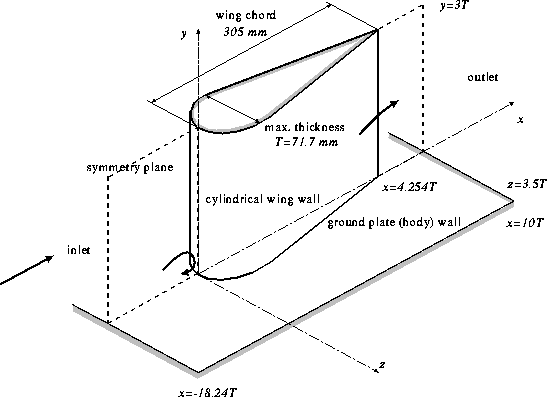 y=3T
wing chord
305 mm
y
outlet
x
max. thickness
T=71.7 mm
symmetry plane
x=4.254T
z=3.5T
cylindrical wing wall
ground plate (body) wall
x=10T
inlet
z
x=-18.24T